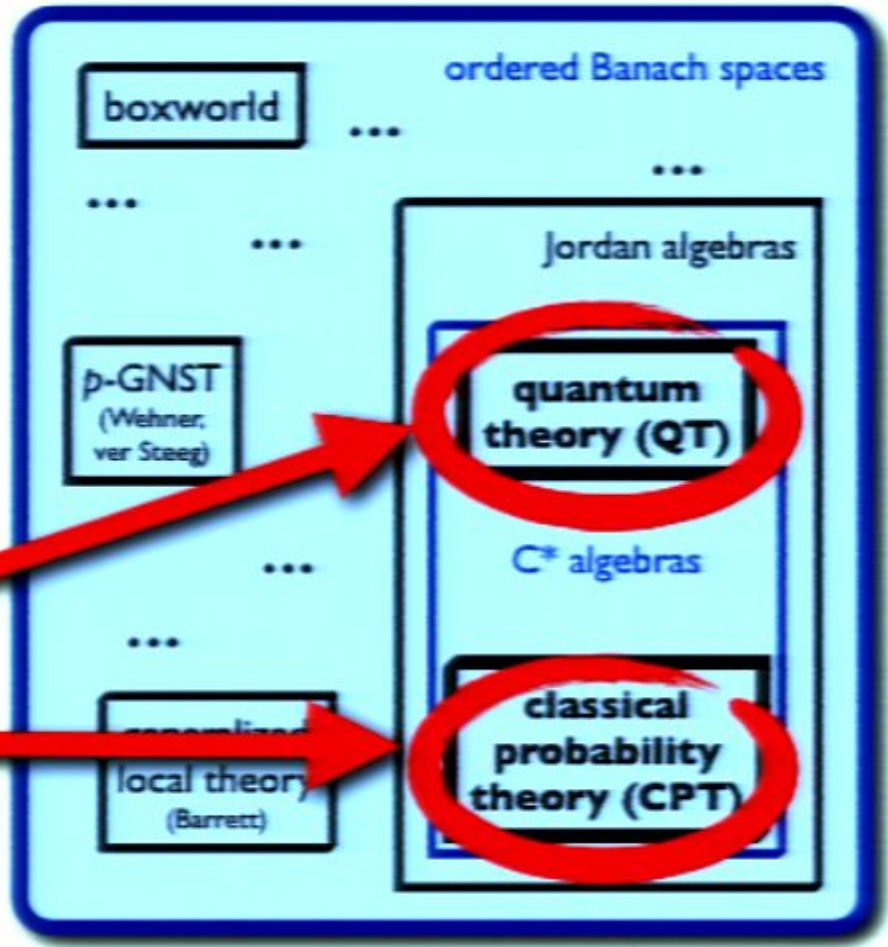 ordered Banach spaces
boxworld
...
...
...
...
Jordan algebras
p-GNST
(Wehner,
ver Steeg)
quantum
theory (QT)
C* algebras
...
...
generalized
local theory
(Barrett)
classical
probability
theory (CPT)